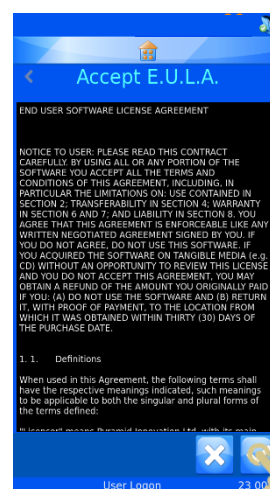 Accept E.U.L.A.
END USER SOFTWARE LICENSE AGREEMENT
NOTICE TO USER: PLEASE READ THIS CONTRACT
CAREFULLY. BY USING ALL OR ANY PORTION OF THE
SOFTWARE YOU ACCEPT ALL THE TERMS AND
CONDITIONS OF THIS AGREEMENT, INCLUDING, IN
PARTICULAR THE LIMITATIONS ON: USE CONTAINED IN
SECTION 2; TRANSFERABILITY IN SECTION 4; WARRANTY
IN SECTION 6 AND 7; AND LIABILITY IN SECTION 8. YOU
AGREE THAT THIS AGREEMENT IS ENFORCEABLE LIKE ANY
WRITTEN NEGOTIATED AGREEMENT SIGNED BY YOU. IF
YOU DO NOT AGREE, DO NOT USE THIS SOFTWARE. IF
YOU ACQUIRED THE SOFTWARE ON TANGIBLE MEDIA (e.g.
CD) WITHOUT AN OPPORTUNITY TO REVIEW THIS LICENSE
AND YOU DO NOT ACCEPT THIS AGREEMENT, YOU MAY
OBTAIN A REFUND OF THE AMOUNT YOU ORIGINALLY PAID
IF YOU: (A) DO NOT USE THE SOFTWARE AND (B) RETURN
IT, WITH PROOF OF PAYMENT, TO THE LOCATION FROM
WHICH IT WAS OBTAINED WITHIN THIRTY (30) DAYS OF
THE PURCHASE DATE.
1. 1. Definitions
When used in this Agreement, the following terms shall
have the respective meanings indicated, such meanings
to be applicable to both the singular and plural forms of
the terms defined:
"Licensor" means Pyramid Innovation Ltd, with its main
User Logon 23 00